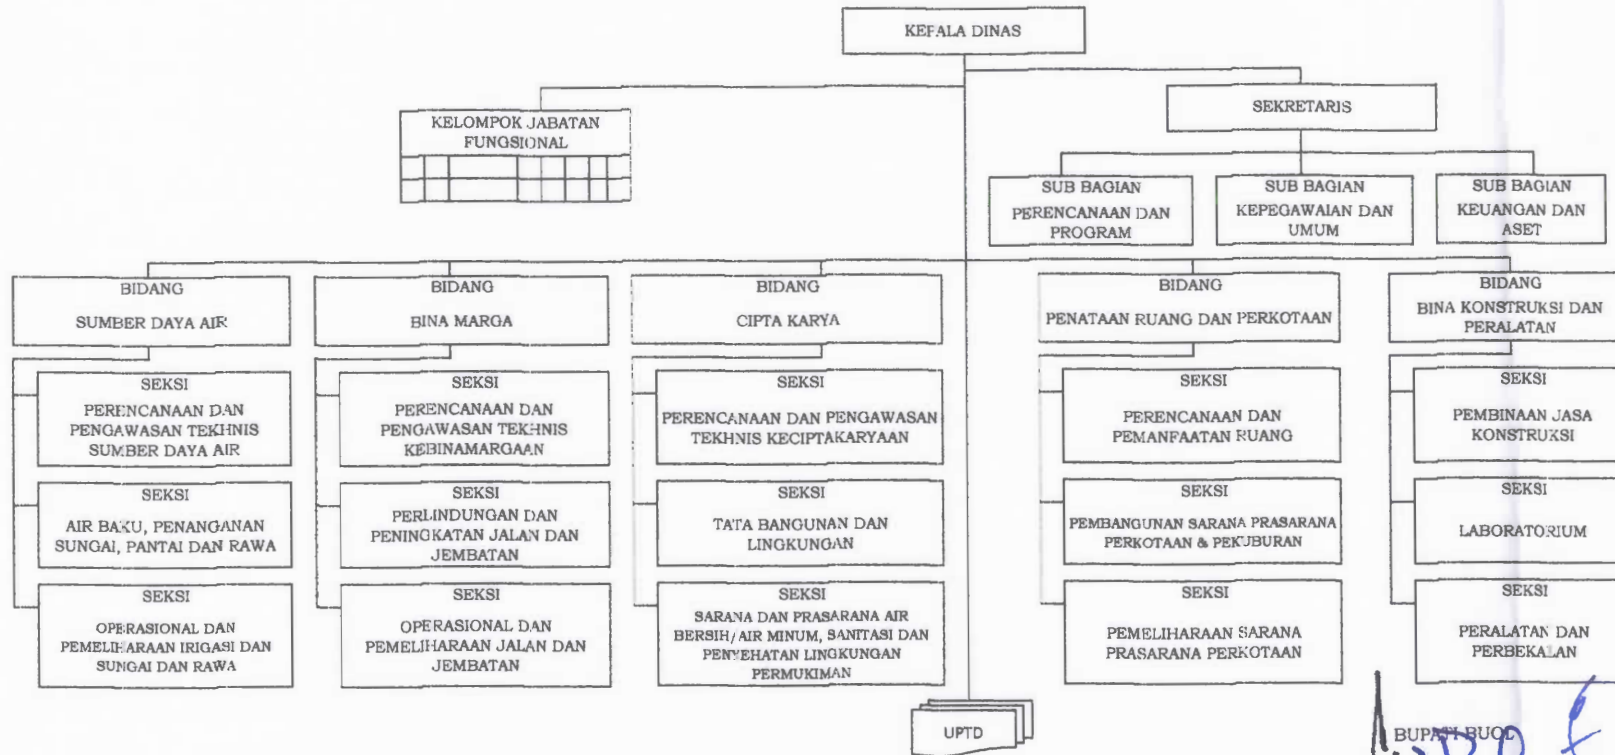 KEPALA DINAS
KELOMPOK JABATAN
FUNGSIONAL
SEKRETARIS
SUB BAGIAN
PERENCANAAN DAN
PROGRAM
SUB BAGIAN
KEPEGAWAIAN DAN
UMUM
SUB BAGIAN
KEUANGAN DAN
ASET
BIDANG
SUMBER DAYA AIR
BIDANG
BINA MARGA
BIDANG
CIPTA KARYA
BIDANG
PENATAAN RUANG DAN PERKOTAAN
BIDANG
BINA KONSTRUKSI DAN
PERALATAN
SEKSI
PERENCANAAN DAN
PENGAWASAN TEKHNIS
SUMBER DAYA AIR
SEKSI
PERENCANAAN DAN
PENGAWASAN TEKHNIS
KEBINAMARGAAN
SEKSI
PERENCANAAN DAN PENGAWASAN
TEKHNIS KECIPTAKARYAAN
SEKSI
PERENCANAAN DAN
PEMANFAATAN RUANG
SEKSI
PEMBINAAN JASA
KONSTRUKSI
SEKSI
AIR BAKU, PENANGANAN
SUNGAI, PANTAI DAN RAWA
SEKSI
PERLINDUNGAN DAN
PENINGKATAN JALAN DAN
JEMBATAN
SEKSI
TATA BANGUNAN DAN
LINGKUNGAN
SEKSI
PEMBANGUNAN SARANA PRASARANA
PERKOTAAN & PEKUBURAN
SEKSI
LABORATORIUM
SEKSI
OPERASIONAL DAN
PEMELIHARAAN IRIGASI DAN
SUNGAI DAN RAWA
SEKSI
OPERASIONAL DAN
PEMELIHARAAN JALAN DAN
JEMBATAN
SEKSI
SARANA DAN PRASARANA AIR
BERSIH/AIR MINUM, SANITASI DAN
PENYEHATAN LINGKUNGAN
PERMUKIMAN
SEKSI
PEMELIHARAAN SARANA
PRASARANA PERKOTAAN
SEKSI
PERALATAN DAN
PERBEKALAN
UPTD
BUPATI BUOL